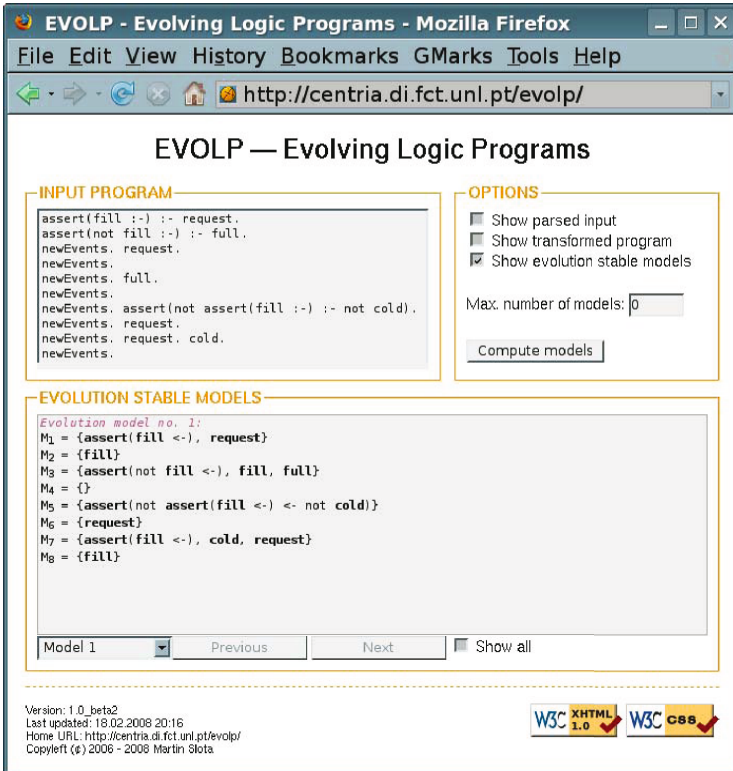 EVOLP - Evolving Logic Programs - Mozilla Firefox
File Edit View History Bookmarks GMarks Tools Help
http://centria.di.fct.unl.pt/evolp/
EVOLP — Evolving Logic Programs
INPUT PROGRAM
assert(fill :-) :- request.
assert(not fill :-) :- full.
newEvents. request.
newEvents.
newEvents. full.
newEvents.
newEvents. assert(not assert(fill :-) :- not cold).
newEvents. request.
newEvents. request. cold.
newEvents.
OPTIONS
Show parsed input
Show transformed program
Show evolution stable models
Max. number of models: 0
Compute models
EVOLUTION STABLE MODELS
Evolution model no. 1:
M1 = {assert(fill <-), request}
M2 = {fill}
M3 = {assert(not fill <-), fill, full}
M4 = {}
M5 = {assert(not assert(fill <-) <- not cold)}
M6 = {request}
M7 = {assert(fill <-), cold, request}
M8 = {fill}
Model 1 Previous Next Show all
Version: 1.0_beta2
Last updated: 18.02.2008 20:16
Home URL: http://centria.di.fct.unl.pt/evolp/
Copyleft (¢) 2006 - 2008 Martin Slota
W3C XHTML 1.0
W3C CSS